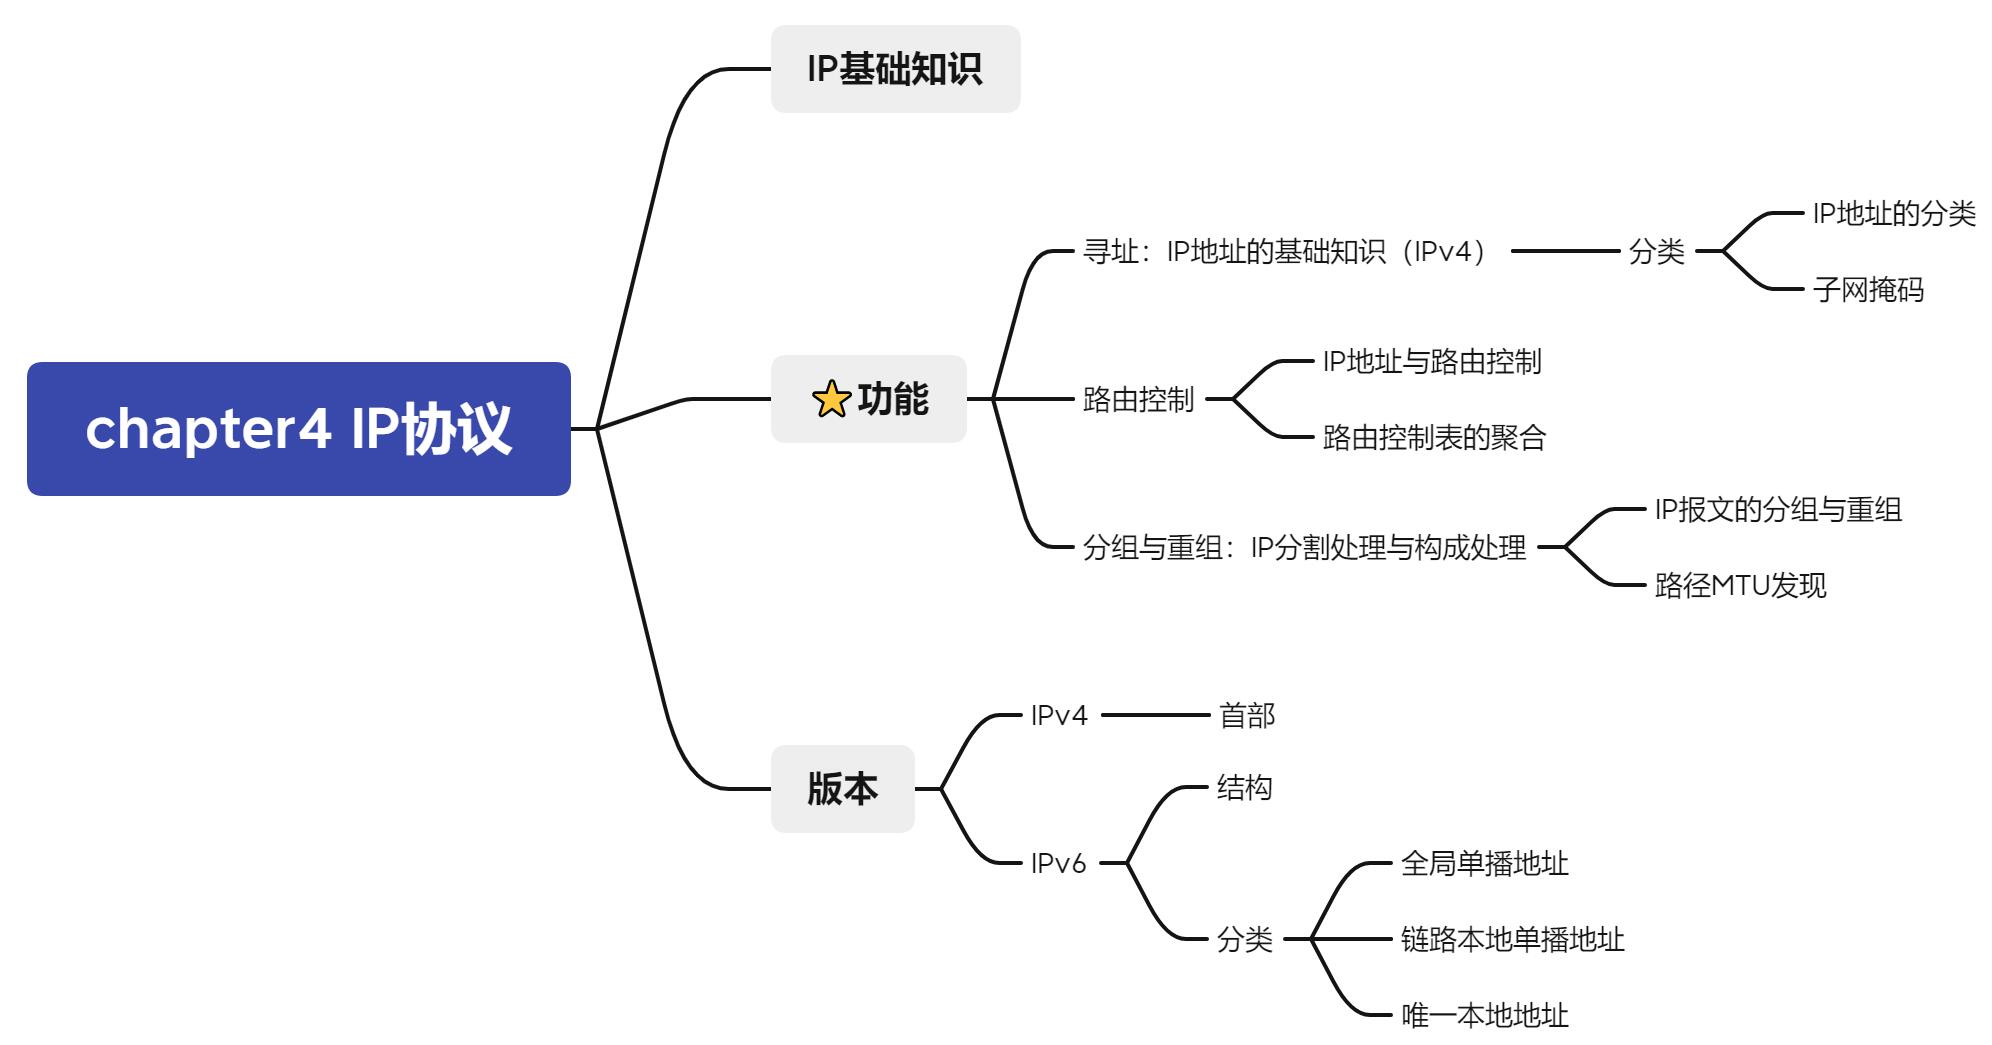 chapter4 IP协议
IP基础知识
功能
寻址：IP地址的基础知识（IPv4）
分类
IP地址的分类
子网掩码
路由控制
IP地址与路由控制
路由控制表的聚合
分组与重组：IP分割处理与构成处理
IP报文的分组与重组
路径MTU发现
版本
IPv4
首部
IPv6
结构
分类
全局单播地址
链路本地单播地址
唯一本地地址